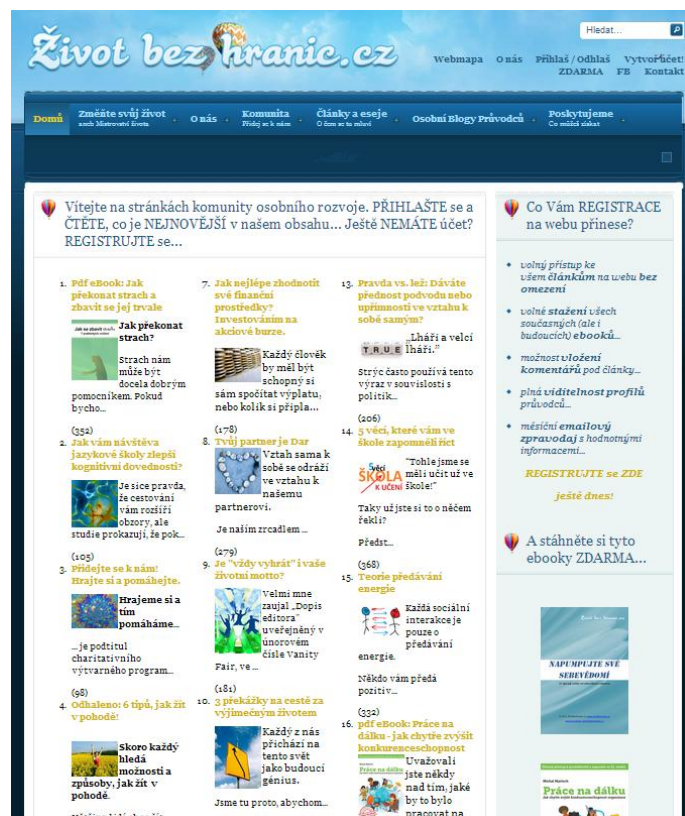 Hledat...
Život bez hranic.cz
Webmapa O nás Přihlaš / Odhlaš Vytvoř účet!
ZDARMA FB Kontakt
Domů
Změňte svůj život
aneb Mistrovství života
O nás
Komunita
Přidej se k nám
Články a eseje
O čem se tu mluví
Osobní Blogy Průvodců
Poskytujeme
Co můžeš získat
Vítejte na stránkách komunity osobního rozvoje. PŘIHLAŠTE se a
ČTĚTE, co je NEJNOVĚJŠÍ v našem obsahu... Ještě NEMÁTE účet?
REGISTRUJTE se...
1. Pdf eBook: Jak
překonat strach a
zbavit se jej trvale
Jak překonat
strach?
Strach nám
může být
docela dobrým
pomocníkem. Pokud
bycho...
(352)
2. Jak vám návštěva
jazykové školy zlepší
kognitivní dovednosti?
Je sice pravda,
že cestování
vám rozšíří
obzory, ale
studie prokazují, že pok...
(105)
3. Přidejte se k nám!
Hrajte si a pomáhejte.
Hrajeme si a
tím
pomáháme...
... je podtitul
charitativního
výtvarného program...
(98)
4. Odhaleno: 6 tipů, jak žít
v pohodě!
Skoro každý
hledá
možnosti a
způsoby, jak žít v
pohodě.
7. Jak nejlépe zhodnotit
své finanční
prostředky?
Investováním na
akciové burze.
Každý člověk
by měl být
schopný si
sám spočítat výplatu,
nebo kolik si připla...
(178)
8. Tvůj partner je Dar
Vztah sama k
sobě se odráží
ve vztahu k
našemu
partnerovi.
Je naším zrcadlem ...
(279)
9. Je "vždy vyhrát" i vaše
životní motto?
Velmi mne
zaujal „Dopis
editora"
uveřejněný v
únorovém
čísle Vanity
Fair, ve ...
(181)
10. 3 překážky na cestě za
výjimečným životem
Každý z nás
přichází na
tento svět
jako budoucí
génius.
Jsme tu proto, abychom...
13. Pravda vs. lež: Dáváte
přednost podvodu nebo
upřímnosti ve vztahu k
sobě samým?
TRUE
„Lháři a velcí
lháři."
Strýc často používá tento
výraz v souvislosti s
politik...
(206)
14. 5 věcí, které vám ve
škole zapomněli říct
5 věcí
ŠKOLA
K UČENÍ
"Tohle jsme se
měli učit už ve
škole!"
Taky už jste si to o něčem
řekli?
Předst...
(368)
15. Teorie předávání
energie
Každá sociální
interakce je
pouze o
předávání
energie.
Někdo vám předá
pozitiv...
(332)
16. pdf eBook: Práce na
dálku - jak chytře zvýšit
konkurenceschopnost
Práce na dálku
Uvažovali
jste někdy
nad tím, jaké
by to bylo
pracovat na
Co Vám REGISTRACE
na webu přinese?
volný přístup ke
všem článkům na webu bez
omezení
volné stažení všech
současných (ale i
budoucích) ebooků...
možnost vložení
komentářů pod články...
plná viditelnost profilů
průvodců...
měsíční emailový
zpravodaj s hodnotnými
informacemi...
REGISTRUJTE se ZDE
ještě dnes!
A stáhněte si tyto
ebooky ZDARMA...
NAPUMPUJTE SVÉ
SEBEVĚDOMÍ
Práce na dálku